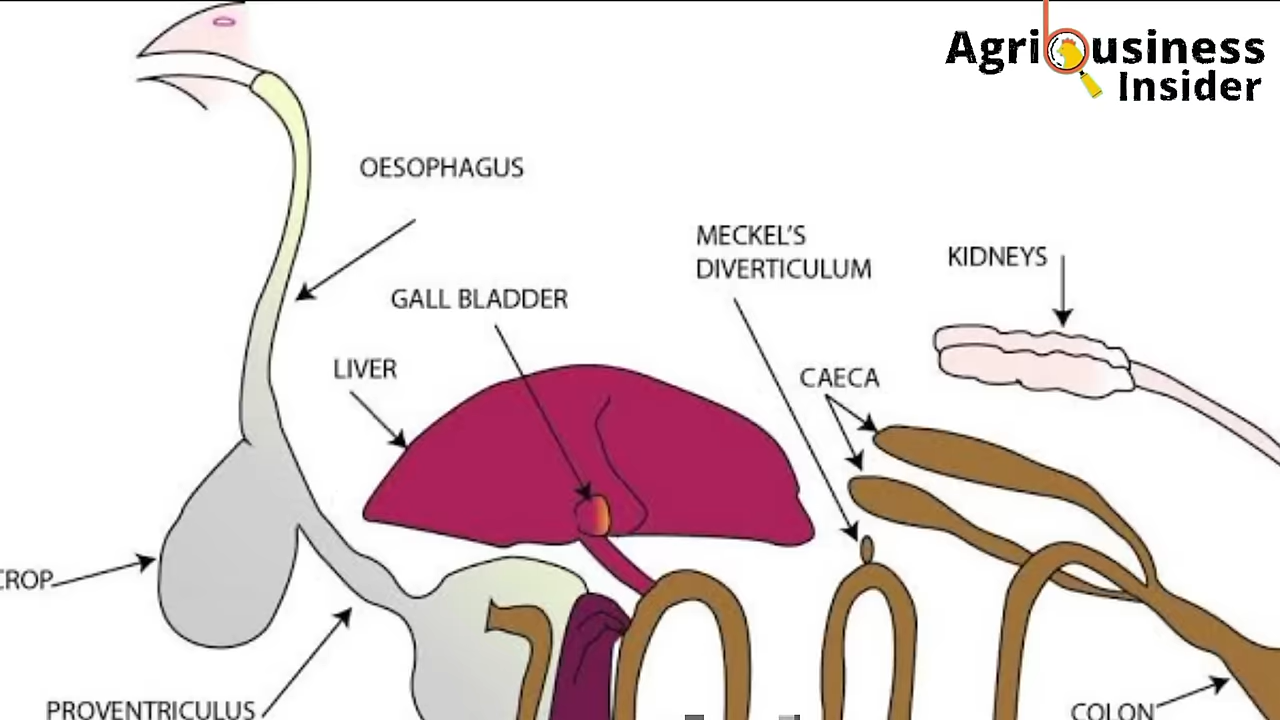 Agribusiness
Insider
OESOPHAGUS
MECKEL'S
DIVERTICULUM
KIDNEYS
GALL BLADDER
LIVER
CAECA
CROP
PROVENTRICULUS
COLON